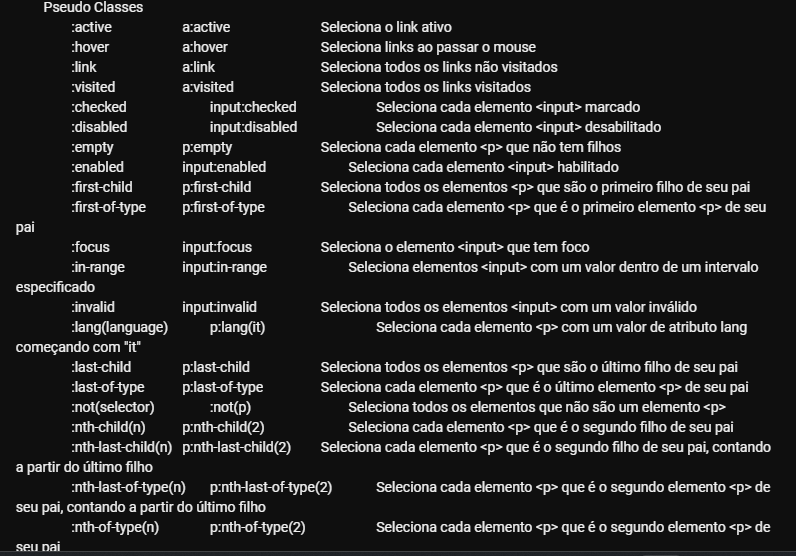 Pseudo Classes
:active a:active Seleciona o link ativo
:hover a:hover Seleciona links ao passar o mouse
:link a:link Seleciona todos os links não visitados
:visited a:visited Seleciona todos os links visitados
:checked input:checked Seleciona cada elemento <input> marcado
:disabled input:disabled Seleciona cada elemento <input> desabilitado
:empty p:empty Seleciona cada elemento <p> que não tem filhos
:enabled input:enabled Seleciona cada elemento <input> habilitado
:first-child p:first-child Seleciona todos os elementos <p> que são o primeiro filho de seu pai
:first-of-type p:first-of-type Seleciona cada elemento <p> que é o primeiro elemento <p> de seu
pai
:focus input:focus Seleciona o elemento <input> que tem foco
:in-range input:in-range Seleciona elementos <input> com um valor dentro de um intervalo
especificado
:invalid input:invalid Seleciona todos os elementos <input> com um valor inválido
:lang(language) p:lang(it) Seleciona cada elemento <p> com um valor de atributo lang
começando com "it"
:last-child p:last-child Seleciona todos os elementos <p> que são o último filho de seu pai
:last-of-type p:last-of-type Seleciona cada elemento <p> que é o último elemento <p> de seu pai
:not(selector) :not(p) Seleciona todos os elementos que não são um elemento <p>
:nth-child(n) p:nth-child(2) Seleciona cada elemento <p> que é o segundo filho de seu pai
:nth-last-child(n) p:nth-last-child(2) Seleciona cada elemento <p> que é o segundo filho de seu pai, contando
a partir do último filho
:nth-last-of-type(n) p:nth-last-of-type(2) Seleciona cada elemento <p> que é o segundo elemento <p> de
seu pai, contando a partir do último filho
:nth-of-type(n) p:nth-of-type(2) Seleciona cada elemento <p> que é o segundo elemento <p> de
seu pai